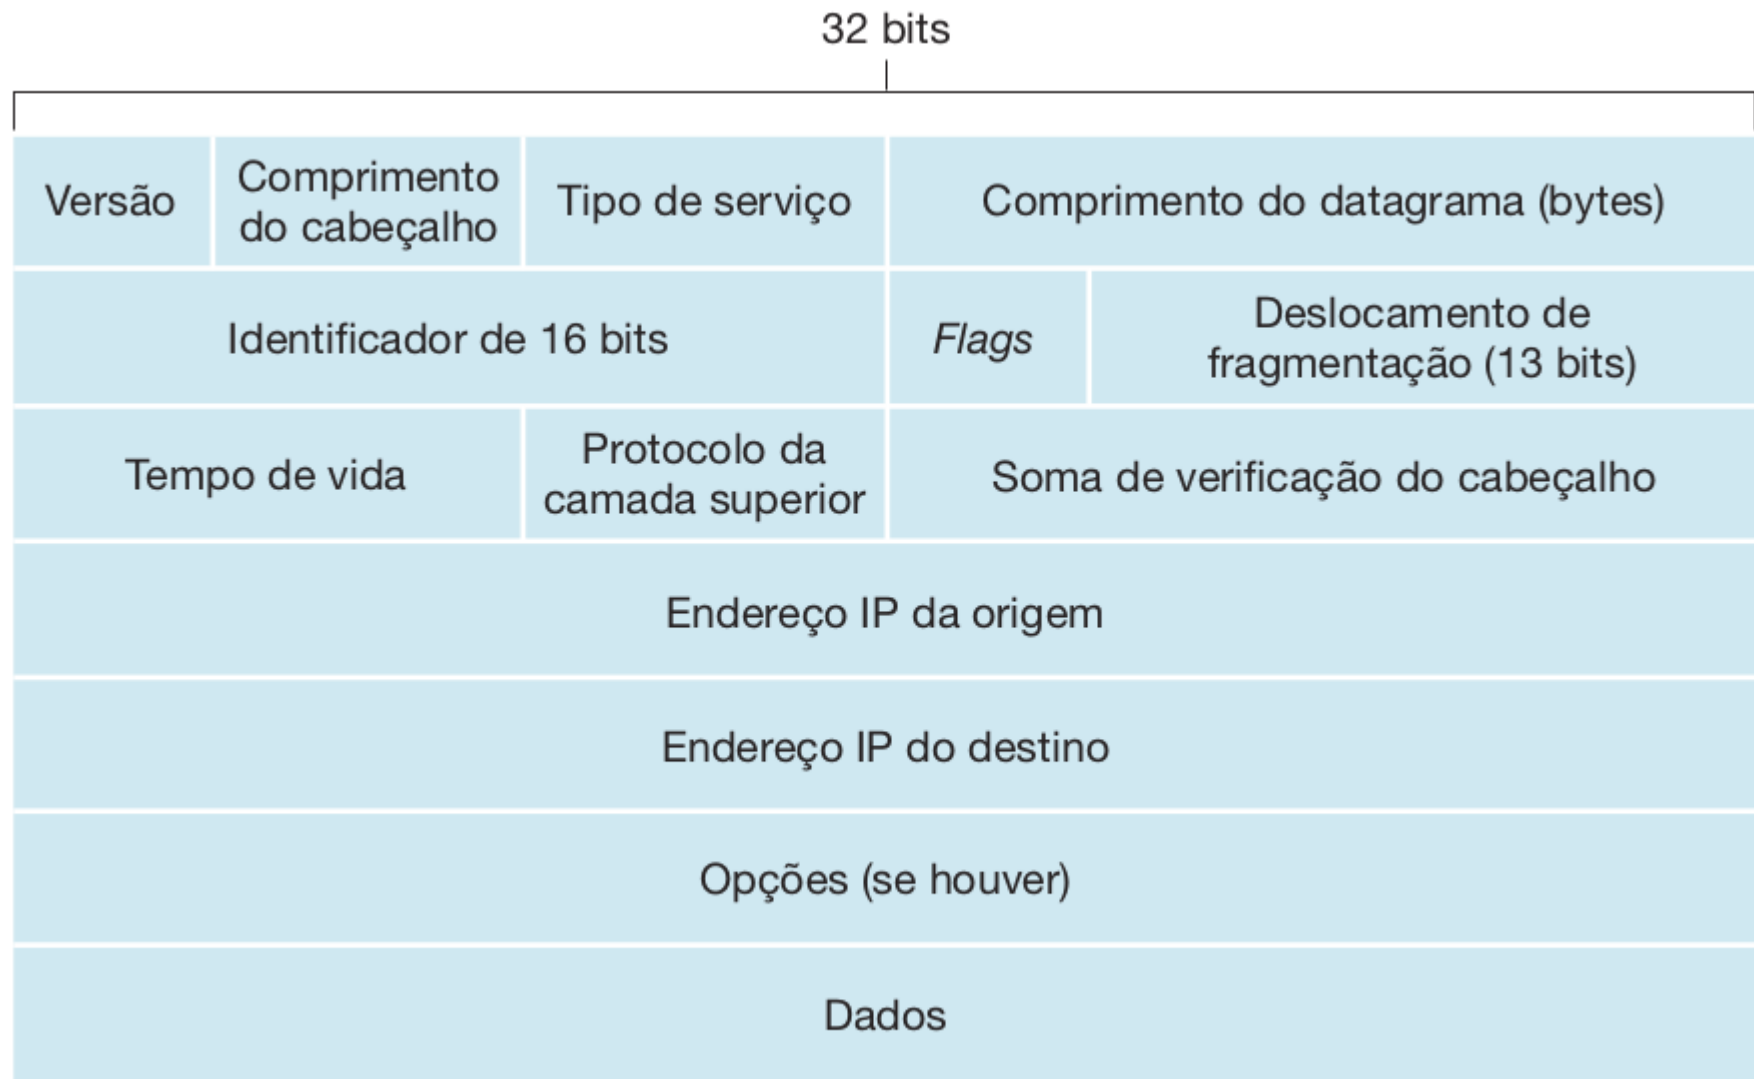 32 bits
Versão
Comprimento
do cabeçalho
Tipo de serviço
Comprimento do datagrama (bytes)
Identificador de 16 bits
Flags
Deslocamento de
fragmentação (13 bits)
Tempo de vida
Protocolo da
camada superior
Soma de verificação do cabeçalho
Endereço IP da origem
Endereço IP do destino
Opções (se houver)
Dados